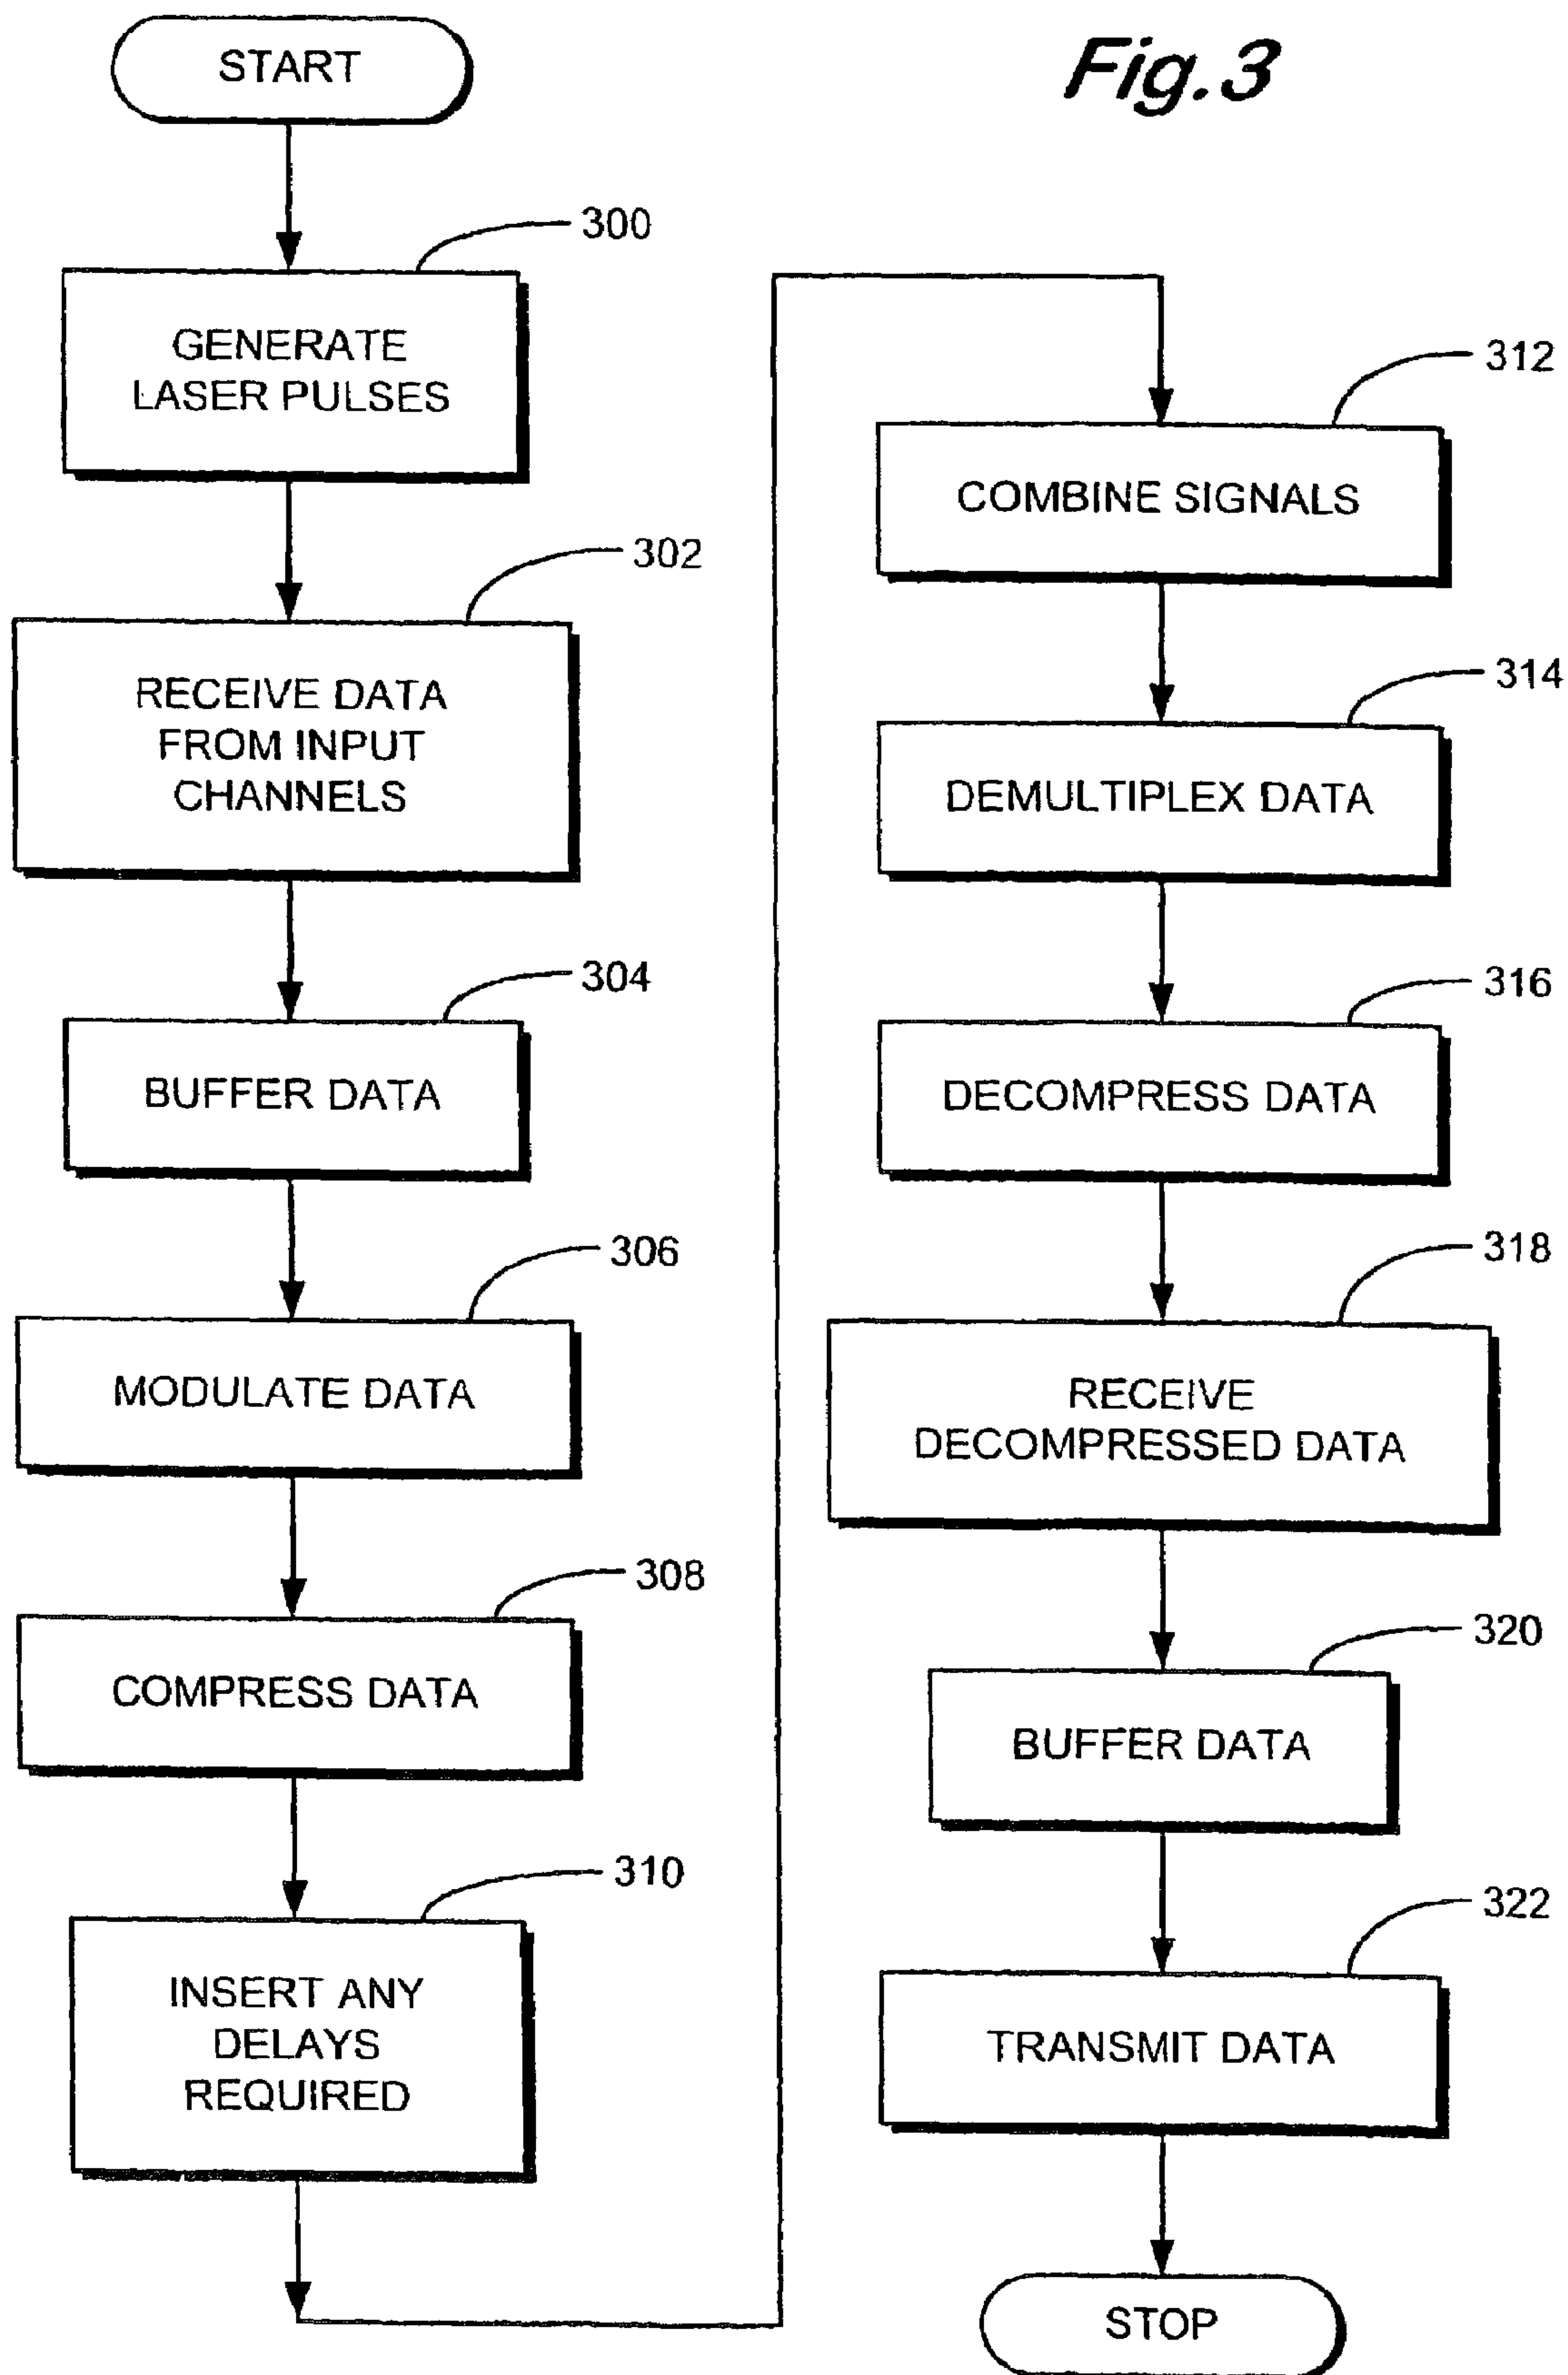 Fig.3
START
300
GENERATE
LASER PULSES
302
RECEIVE DATA
FROM INPUT
CHANNELS
304
BUFFER DATA
306
MODULATE DATA
308
COMPRESS DATA
310
INSERT ANY
DELAYS
REQUIRED
312
COMBINE SIGNALS
314
DEMULTIPLEX DATA
316
DECOMPRESS DATA
318
RECEIVE
DECOMPRESSED DATA
320
BUFFER DATA
322
TRANSMIT DATA
STOP